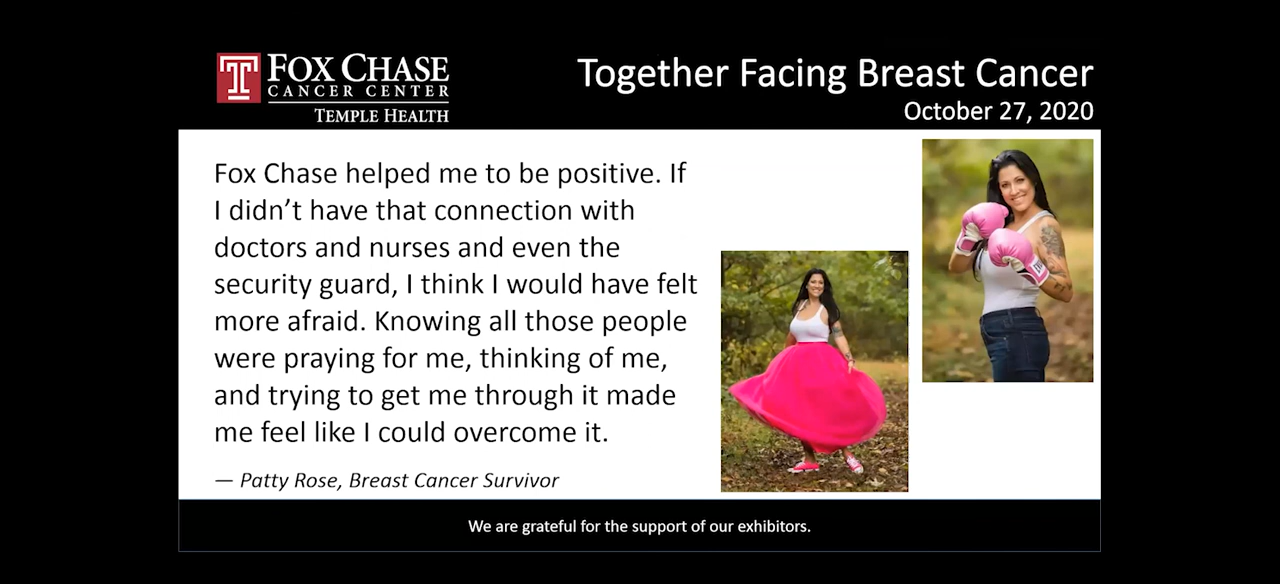 FOX CHASE
CANCER CENTER
TEMPLE HEALTH
Together Facing Breast Cancer
October 27, 2020
Fox Chase helped me to be positive. If
I didn’t have that connection with
doctors and nurses and even the
security guard, I think I would have felt
more afraid. Knowing all those people
were praying for me, thinking of me,
and trying to get me through it made
me feel like I could overcome it.
— Patty Rose, Breast Cancer Survivor
We are grateful for the support of our exhibitors.